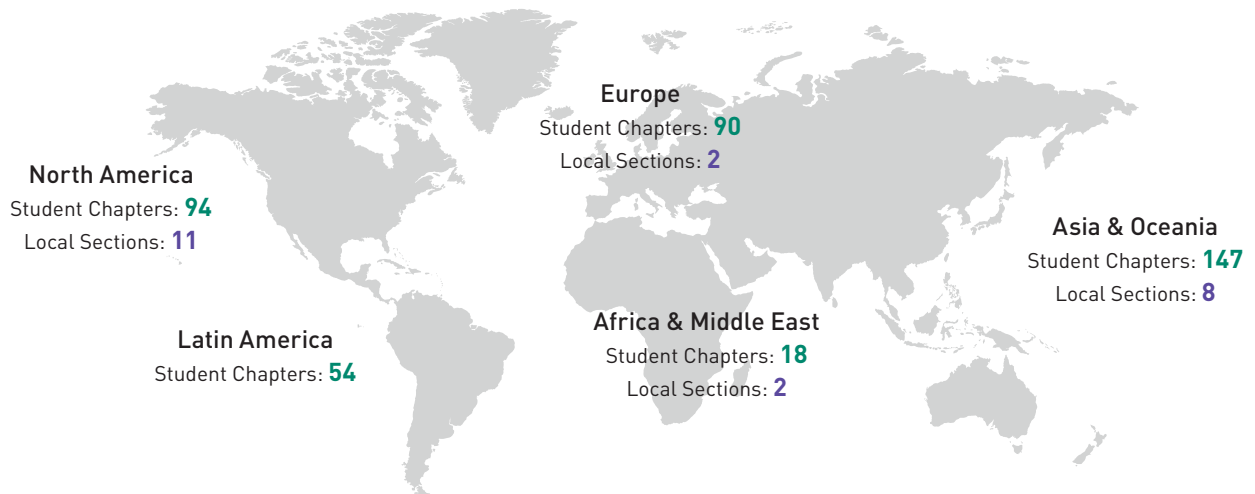 Europe
Student Chapters: 90
Local Sections: 2
North America
Student Chapters: 94
Local Sections: 11
Asia & Oceania
Student Chapters: 147
Local Sections: 8
Latin America
Student Chapters: 54
Africa & Middle East
Student Chapters: 18
Local Sections: 2